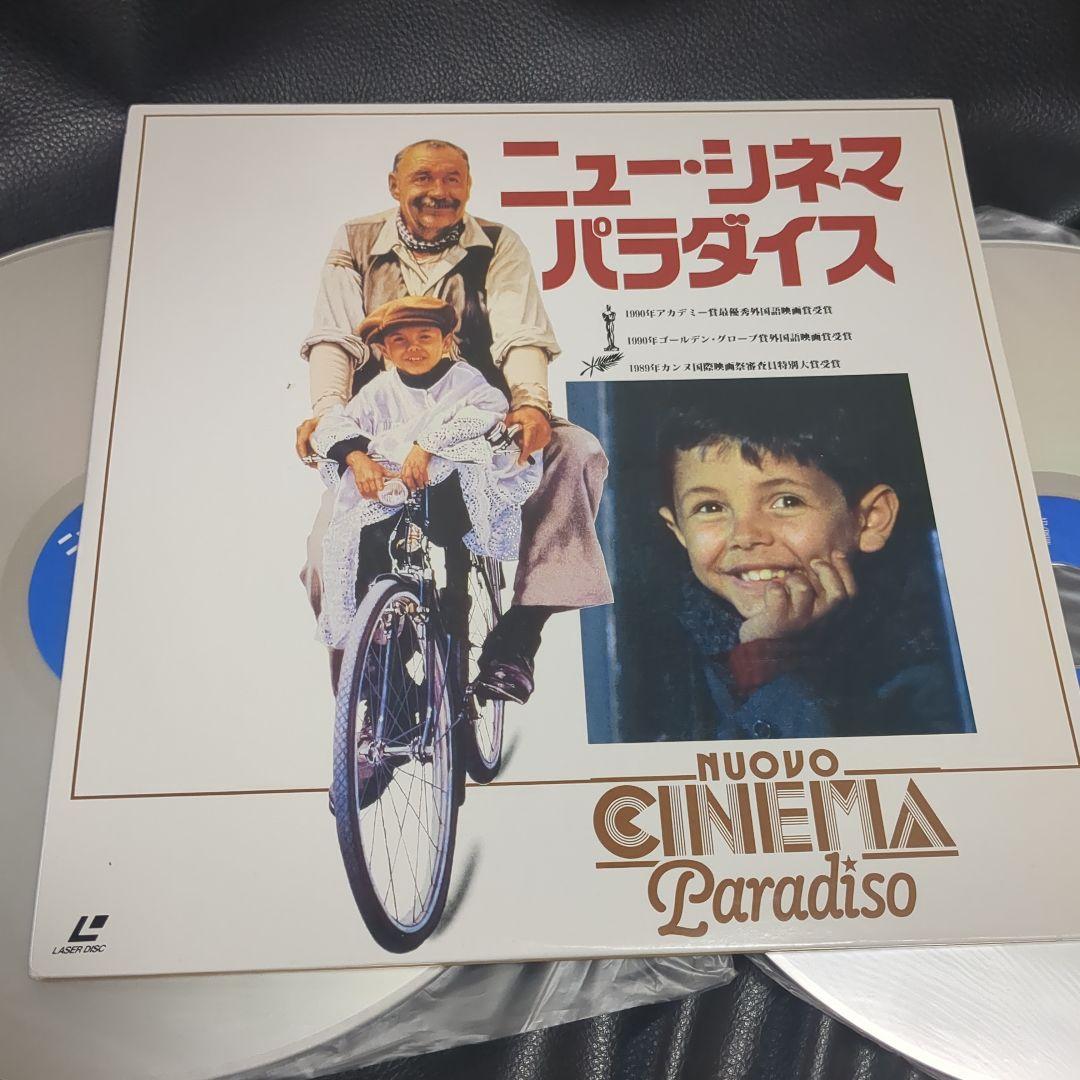 ニュー・シネマ
パラダイス
1990年アカデミー賞最優秀外国語映画賞受賞
1990年ゴールデン・グローブ賞外国語映画賞受賞
1989年カンヌ国際映画祭審査員特別大賞受賞
NUOVO
CINEMA
Paradiso
LASER DISC